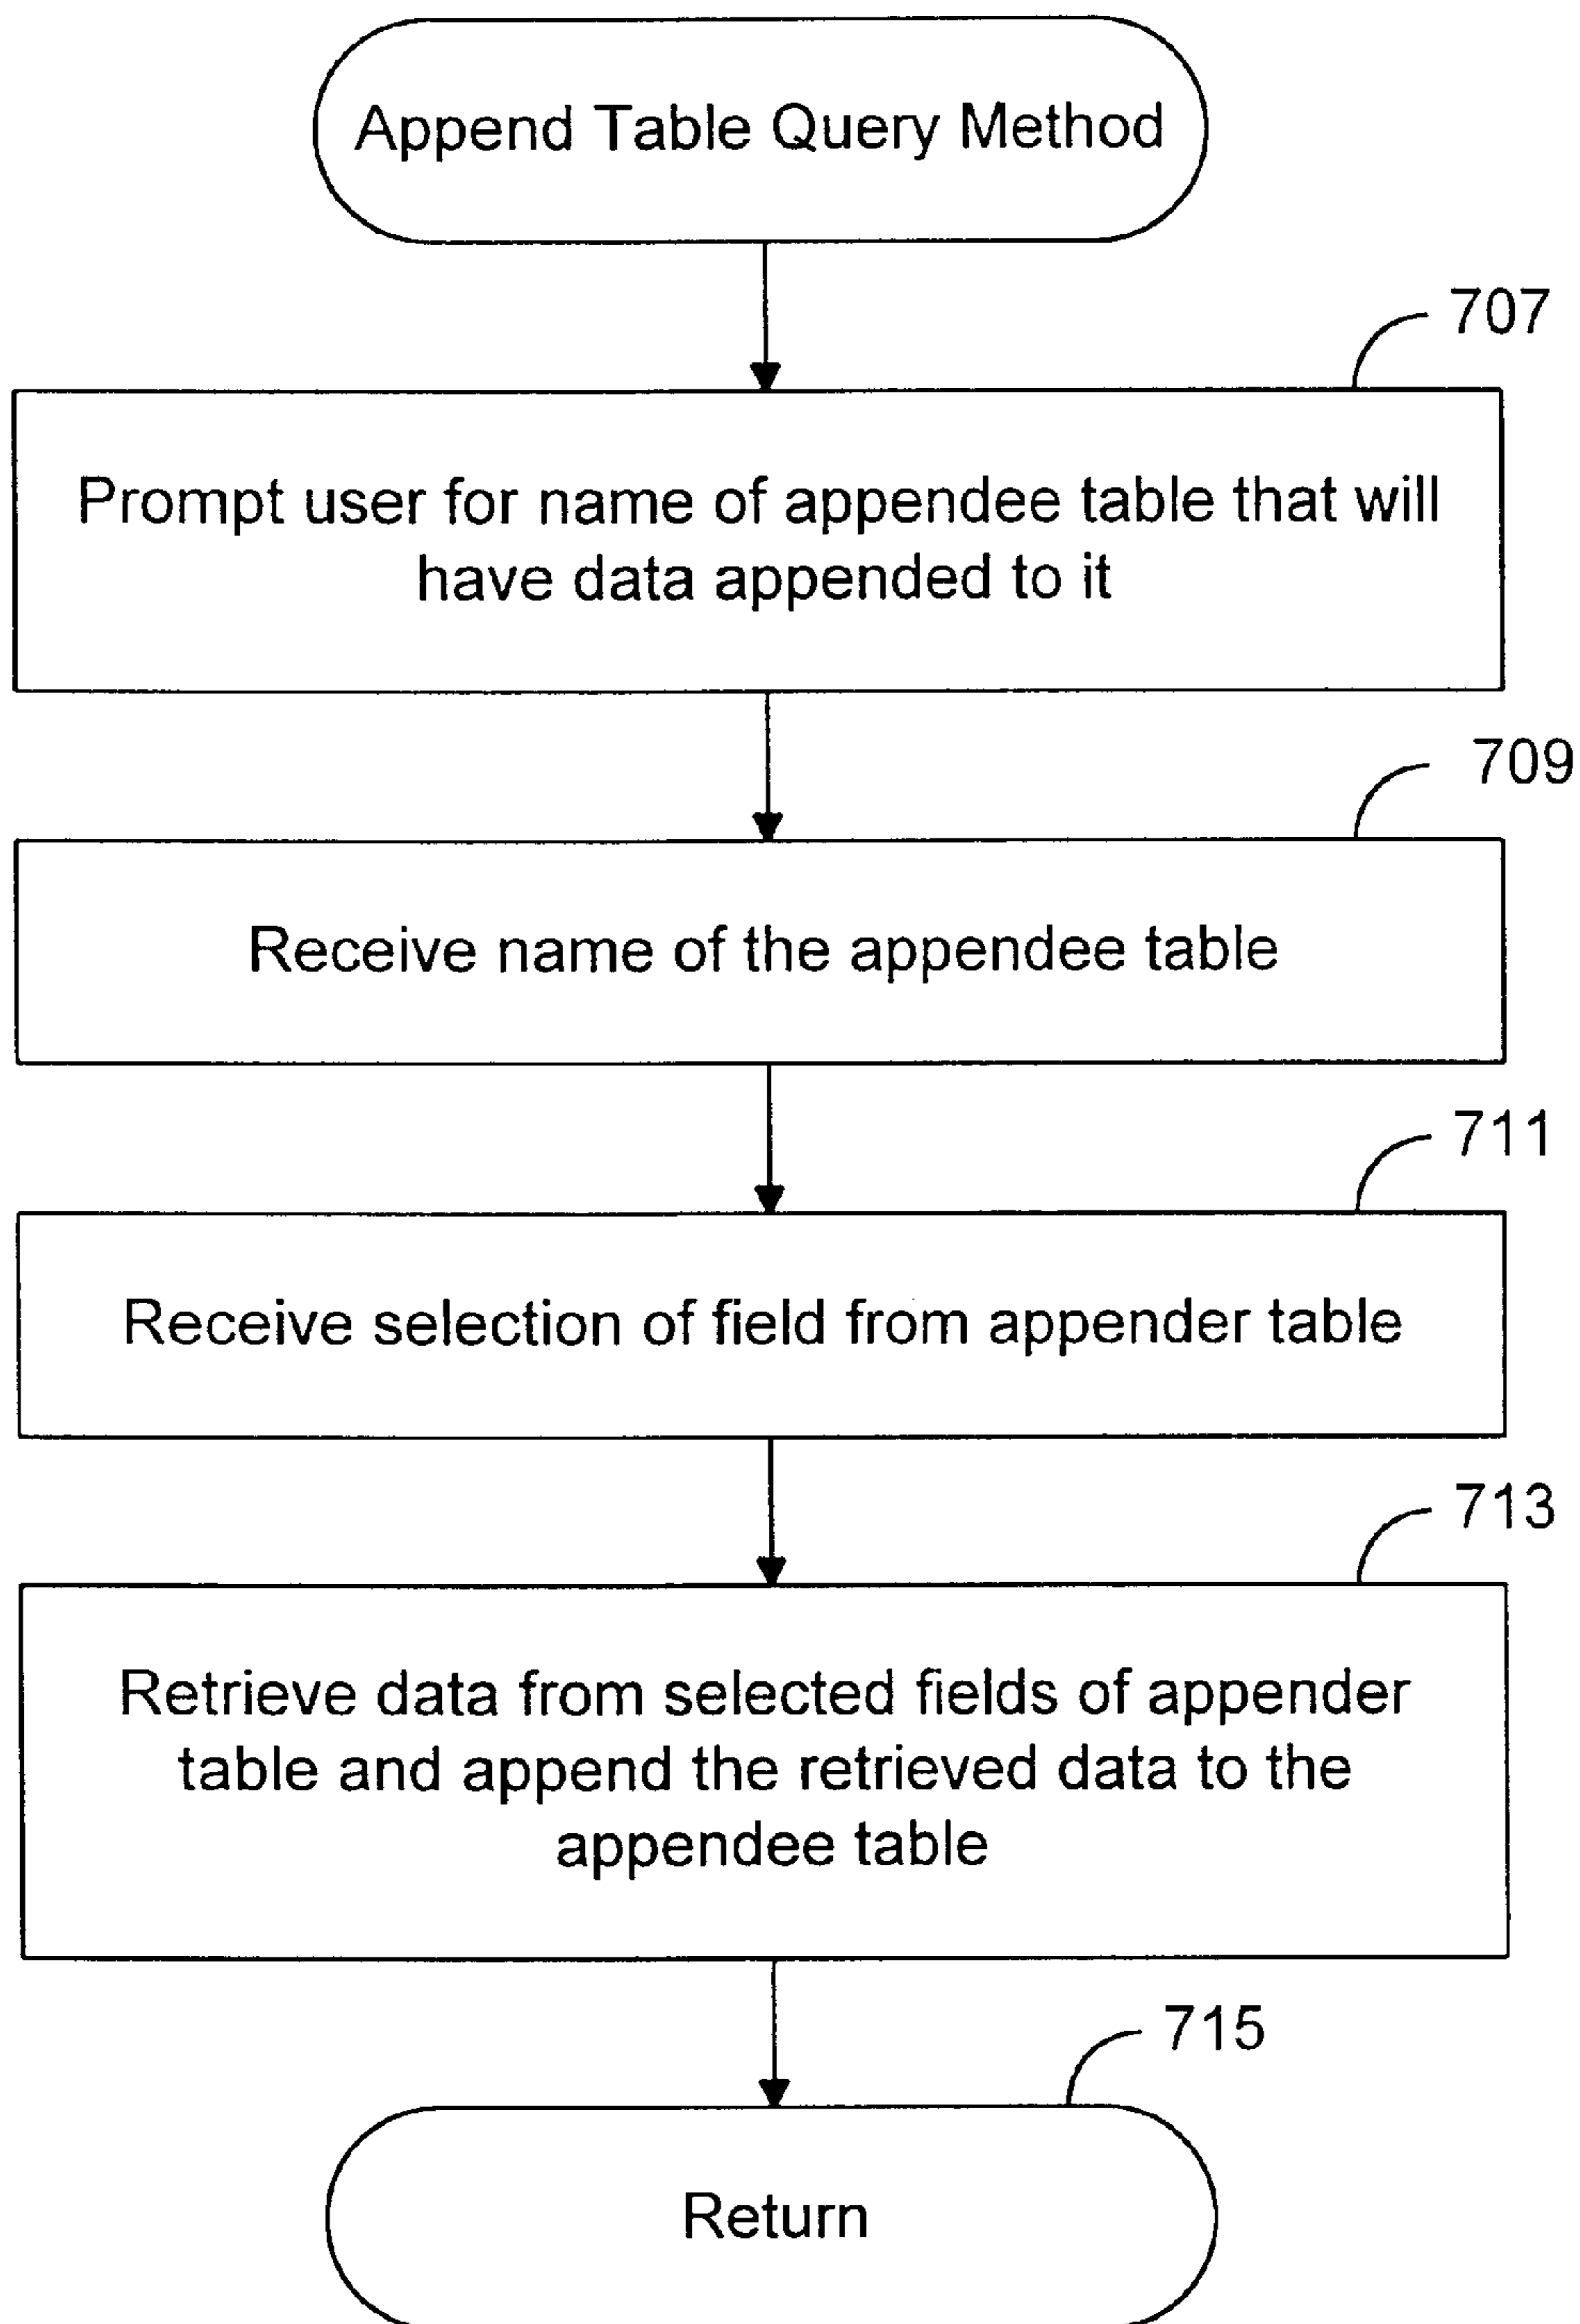 Append Table Query Method
707
Prompt user for name of appendee table that will
have data appended to it
709
Receive name of the appendee table
711
Receive selection of field from appender table
713
Retrieve data from selected fields of appender
table and append the retrieved data to the
appendee table
715
Return